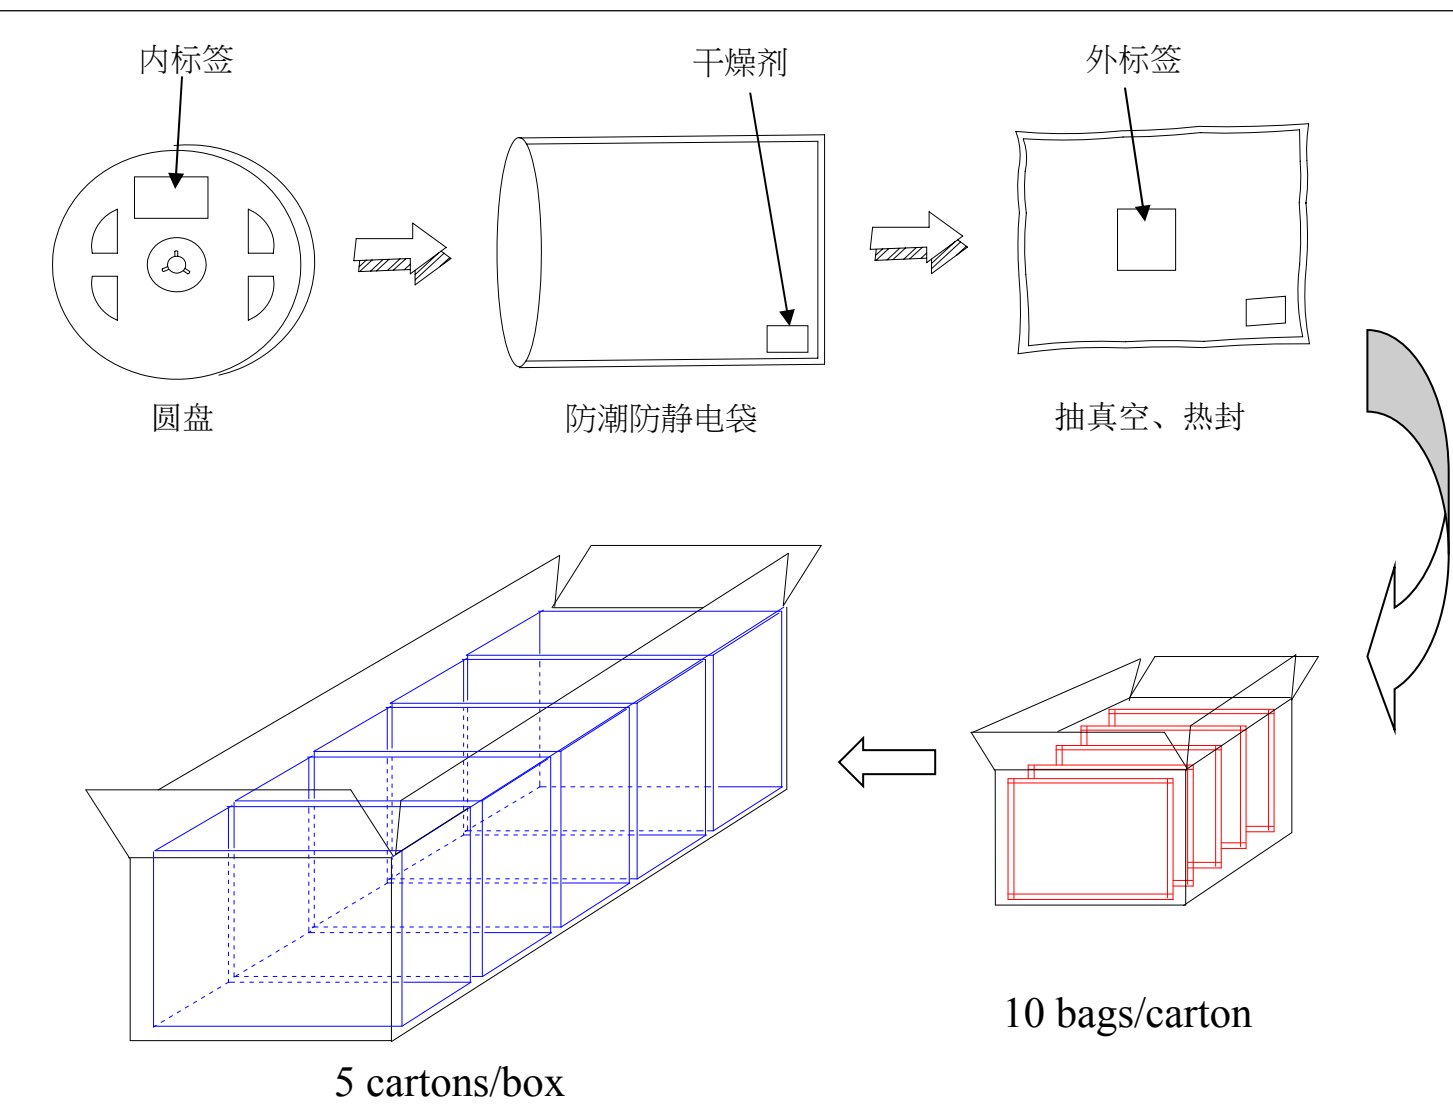 内标签
干燥剂
外标签
圆盘
防潮防静电袋
抽真空、热封
10 bags/carton
5 cartons/box